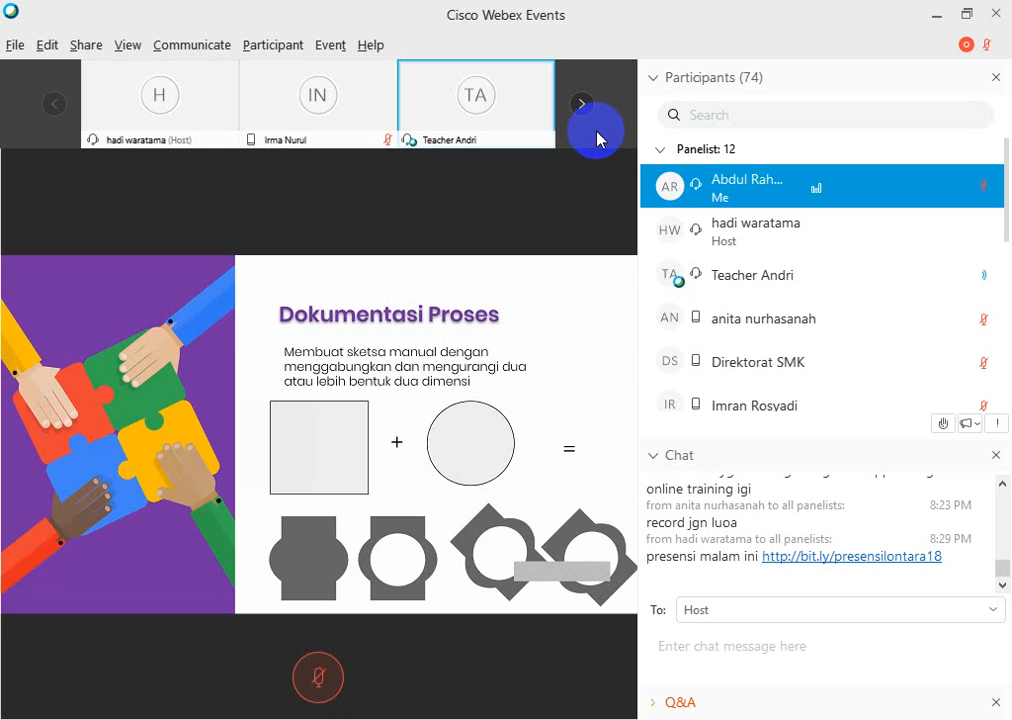 Cisco Webex Events
File Edit Share View Communicate Participant Event Help
H
IN
TA
hadi waratama (Host)
Irma Nurul
Teacher Andri
Dokumentasi Proses
Membuat sketsa manual dengan
menggabungkan dan mengurangi dua
atau lebih bentuk dua dimensi
+
=
Participants (74)
Search
Panelist: 12
AR
Abdul Rah...
Me
HW
hadi waratama
Host
TA
Teacher Andri
AN
anita nurhasanah
DS
Direktorat SMK
IR
Imran Rosyadi
Chat
online training igi
from anita nurhasanah to all panelists: 8:23 PM
record jgn luoa
from hadi waratama to all panelists: 8:29 PM
presensi malam ini http://bit.ly/presensilontara18
To: Host
Enter chat message here
Q&A